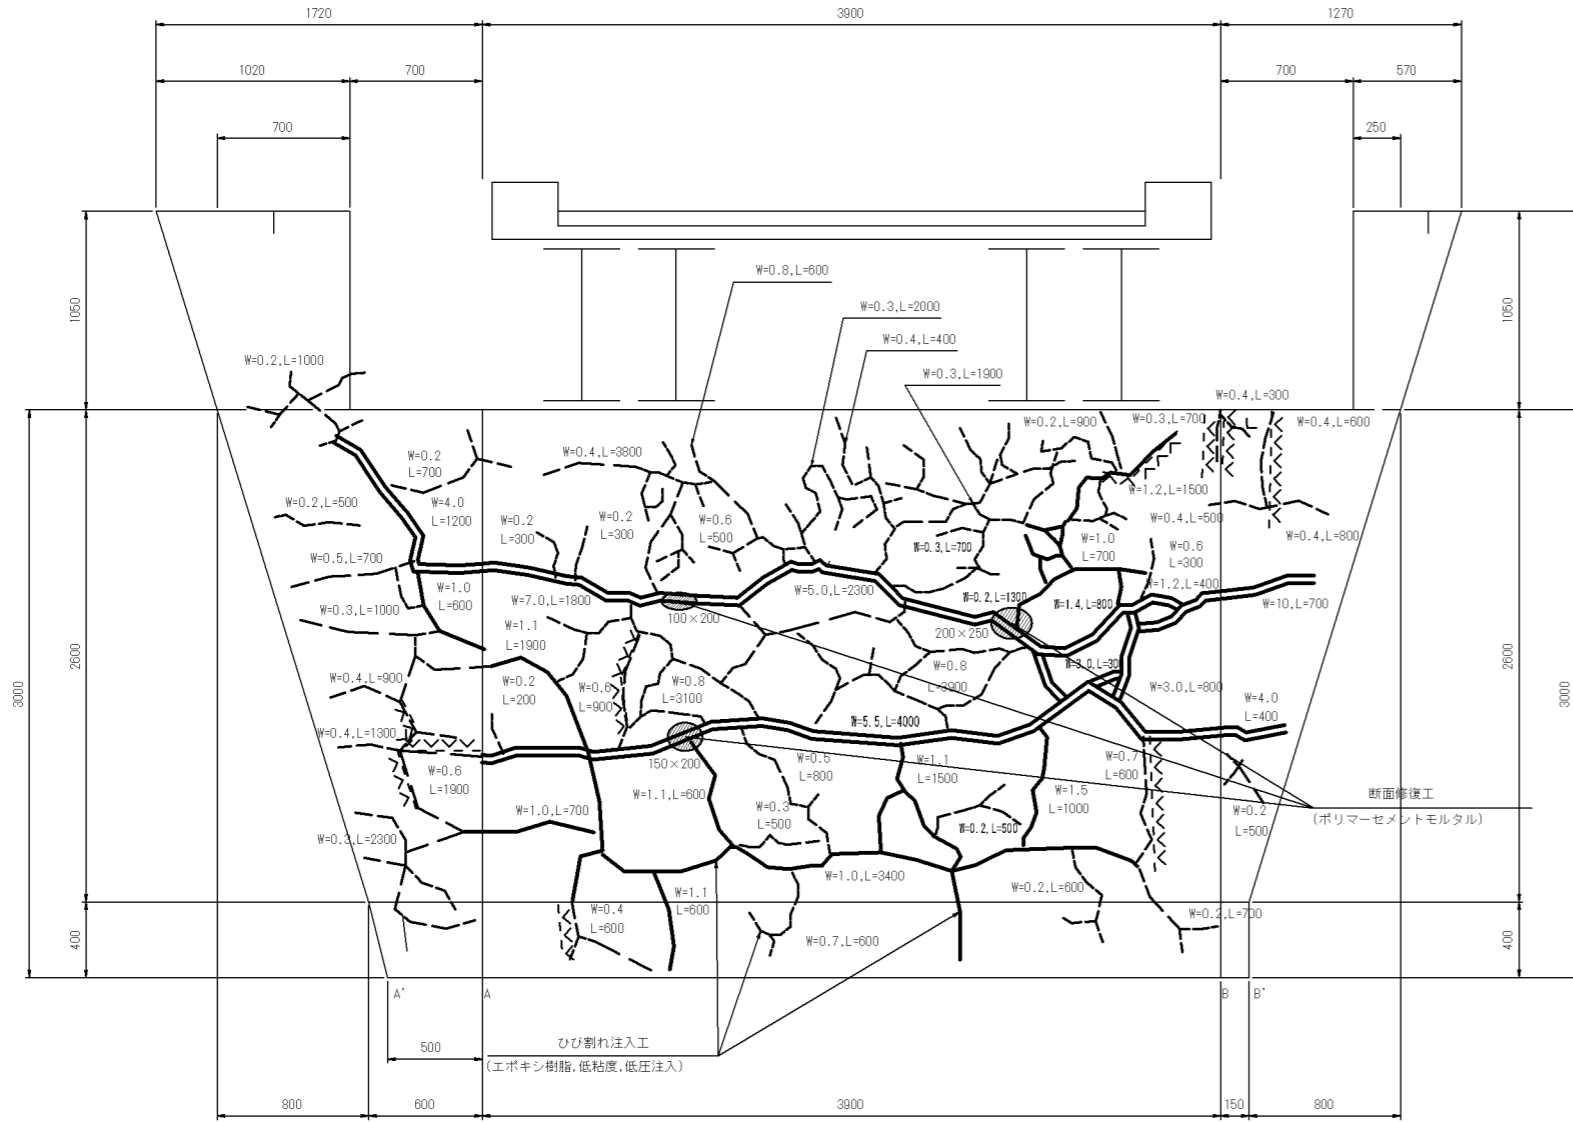 1720
3900
1270
1020
700
700
570
700
250
1050
1050
W=0.8,L=600
W=0.3,L=2000
W=0.4,L=400
W=0.3,L=1900
W=0.2,L=1000
W=0.4,L=300
W=0.2,L=900
W=0.3,L=700
W=0.4,L=600
W=0.2
L=700
W=0.4,L=3800
W=1.2,L=1500
W=0.2,L=500
W=4.0
L=1200
W=0.2
L=300
W=0.2
L=300
W=0.6
L=500
W=0.4,L=500
W=0.4,L=800
W=0.3,L=700
W=1.0
L=700
W=0.6
L=300
W=0.5,L=700
W=1.0
L=600
W=7.0,L=1800
W=5.0,L=2300
W=0.2,L=1300
W=1.4,L=800
W=1.2,L=400
W=10,L=700
W=0.3,L=1000
100×200
200×250
W=1.1
L=1900
2600
2600
3000
3000
W=0.4,L=900
W=0.2
L=200
W=0.6
L=900
W=0.8
L=3100
W=0.8
L=3900
W=3.0,L=300
W=3.0,L=800
W=4.0
L=400
W=0.4,L=1300
W=5.5,L=4000
W=0.6
L=1900
150×200
W=0.5
L=800
W=1.1
L=1500
W=0.7
L=600
W=1.5
L=1000
W=1.1,L=600
W=1.0,L=700
W=0.3
L=500
W=0.2,L=500
W=0.2
L=500
断面修復工
(ポリマーセメントモルタル)
W=0.3,L=2300
W=1.0,L=3400
W=0.2,L=600
W=1.1
L=600
W=0.4
L=600
W=0.7,L=600
W=0.2,L=700
400
400
A'
A
B
B'
ひび割れ注入工
(エポキシ樹脂,低粘度,低圧注入)
500
800
600
3900
150
800